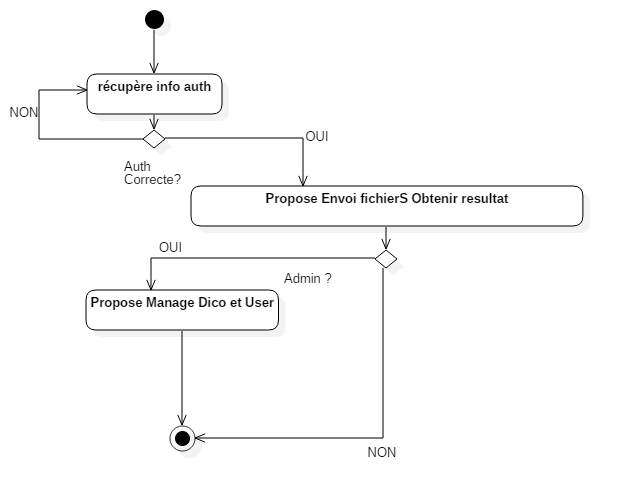 récupère info auth
NON
OUI
Auth
Correcte?
Propose Envoi fichierS Obtenir resultat
OUI
Admin ?
Propose Manage Dico et User
NON